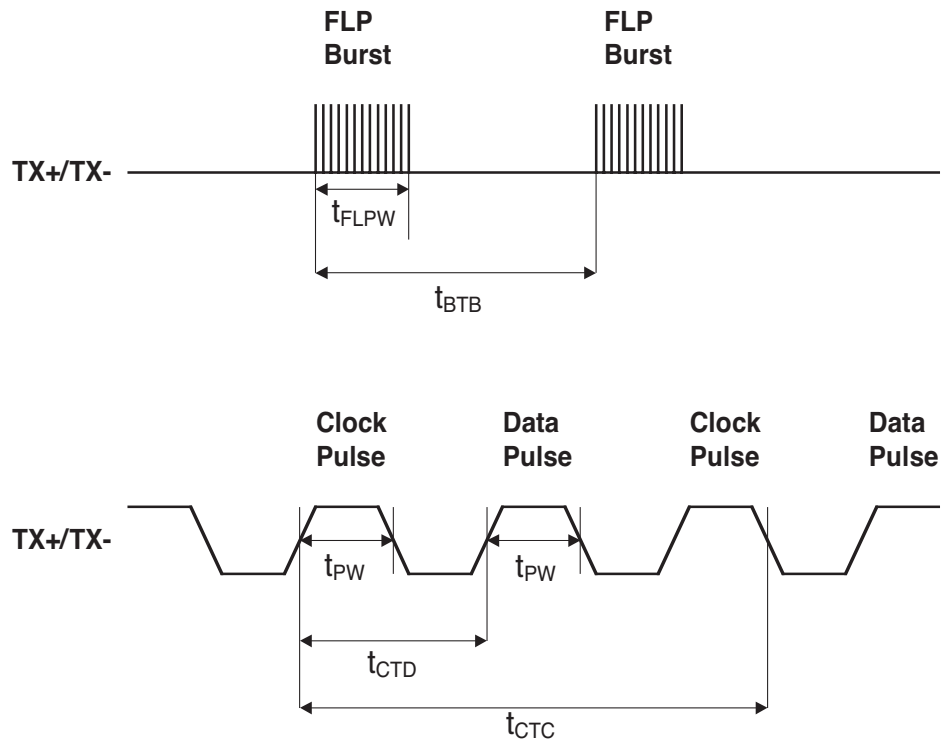 FLP
Burst
FLP
Burst
TX+/TX-
tFLPW
tBTB
Clock
Pulse
Data
Pulse
Clock
Pulse
Data
Pulse
TX+/TX-
tPW
tPW
tCTD
tCTC